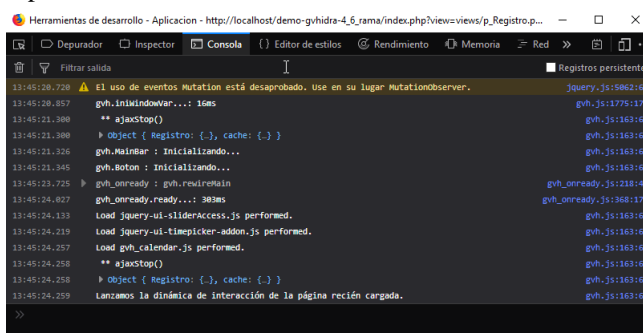 Herramientas de desarrollo - Aplicacion - http://localhost/demo-gvhidra-4_6_rama/index.php?view=views/p_Registro.p...
Depurador Inspector Consola {} Editor de estilos Rendimiento Memoria Red »
Filtrar salida Registros persistente
13:45:20.720 El uso de eventos Mutation está desaprobado. Use en su lugar MutationObserver. jquery.js:5062:6
13:45:20.857 gvh.iniWindowVar...: 16ms gvh.js:1775:17
13:45:21.300 ** ajaxStop() gvh.js:163:6
13:45:21.300 Object { Registro: {…}, cache: {…} } gvh.js:163:6
13:45:21.326 gvh.MainBar : Inicializando... gvh.js:163:6
13:45:21.345 gvh.Boton : Inicializando... gvh.js:163:6
13:45:23.725 gvh_onready : gvh.rewireMain gvh_onready.js:218:4
13:45:24.027 gvh_onready.ready...: 303ms gvh_onready.js:368:17
13:45:24.133 Load jquery-ui-sliderAccess.js performed. gvh.js:163:6
13:45:24.219 Load jquery-ui-timepicker-addon.js performed. gvh.js:163:6
13:45:24.257 Load gvh_calendar.js performed. gvh.js:163:6
13:45:24.258 ** ajaxStop() gvh.js:163:6
13:45:24.258 Object { Registro: {…}, cache: {…} } gvh.js:163:6
13:45:24.259 Lanzamos la dinámica de interacción de la página recién cargada. gvh.js:163:6
»